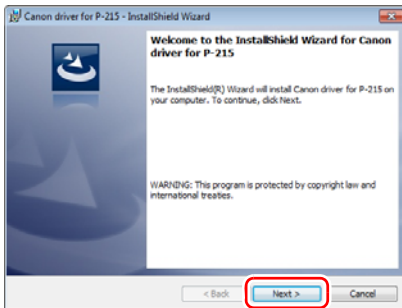 Canon driver for P-215 - InstallShield Wizard
Welcome to the InstallShield Wizard for Canon
driver for P-215
The InstallShield(R) Wizard will install Canon driver for P-215 on
your computer. To continue, click Next.
WARNING: This program is protected by copyright law and
international treaties.
< Back
Next >
Cancel